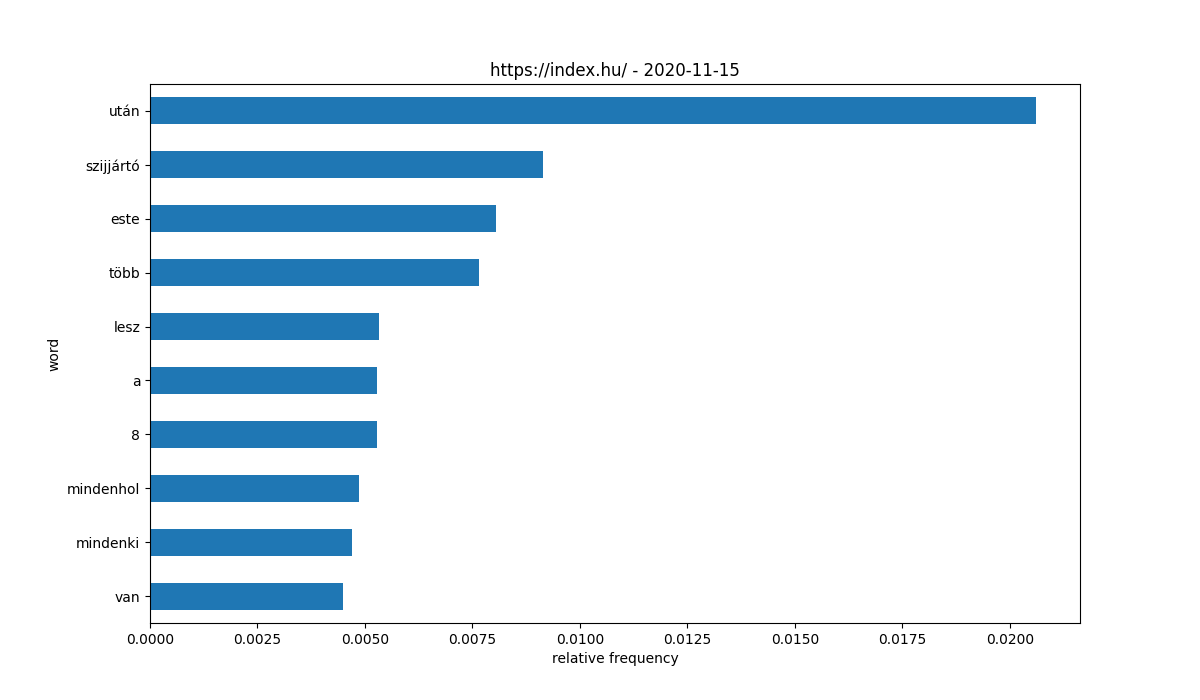 https://index.hu/ - 2020-11-15
után
szijjártó
este
több
lesz
a
8
mindenhol
mindenki
van
word
0.0000 0.0025 0.0050 0.0075 0.0100 0.0125 0.0150 0.0175 0.0200
relative frequency